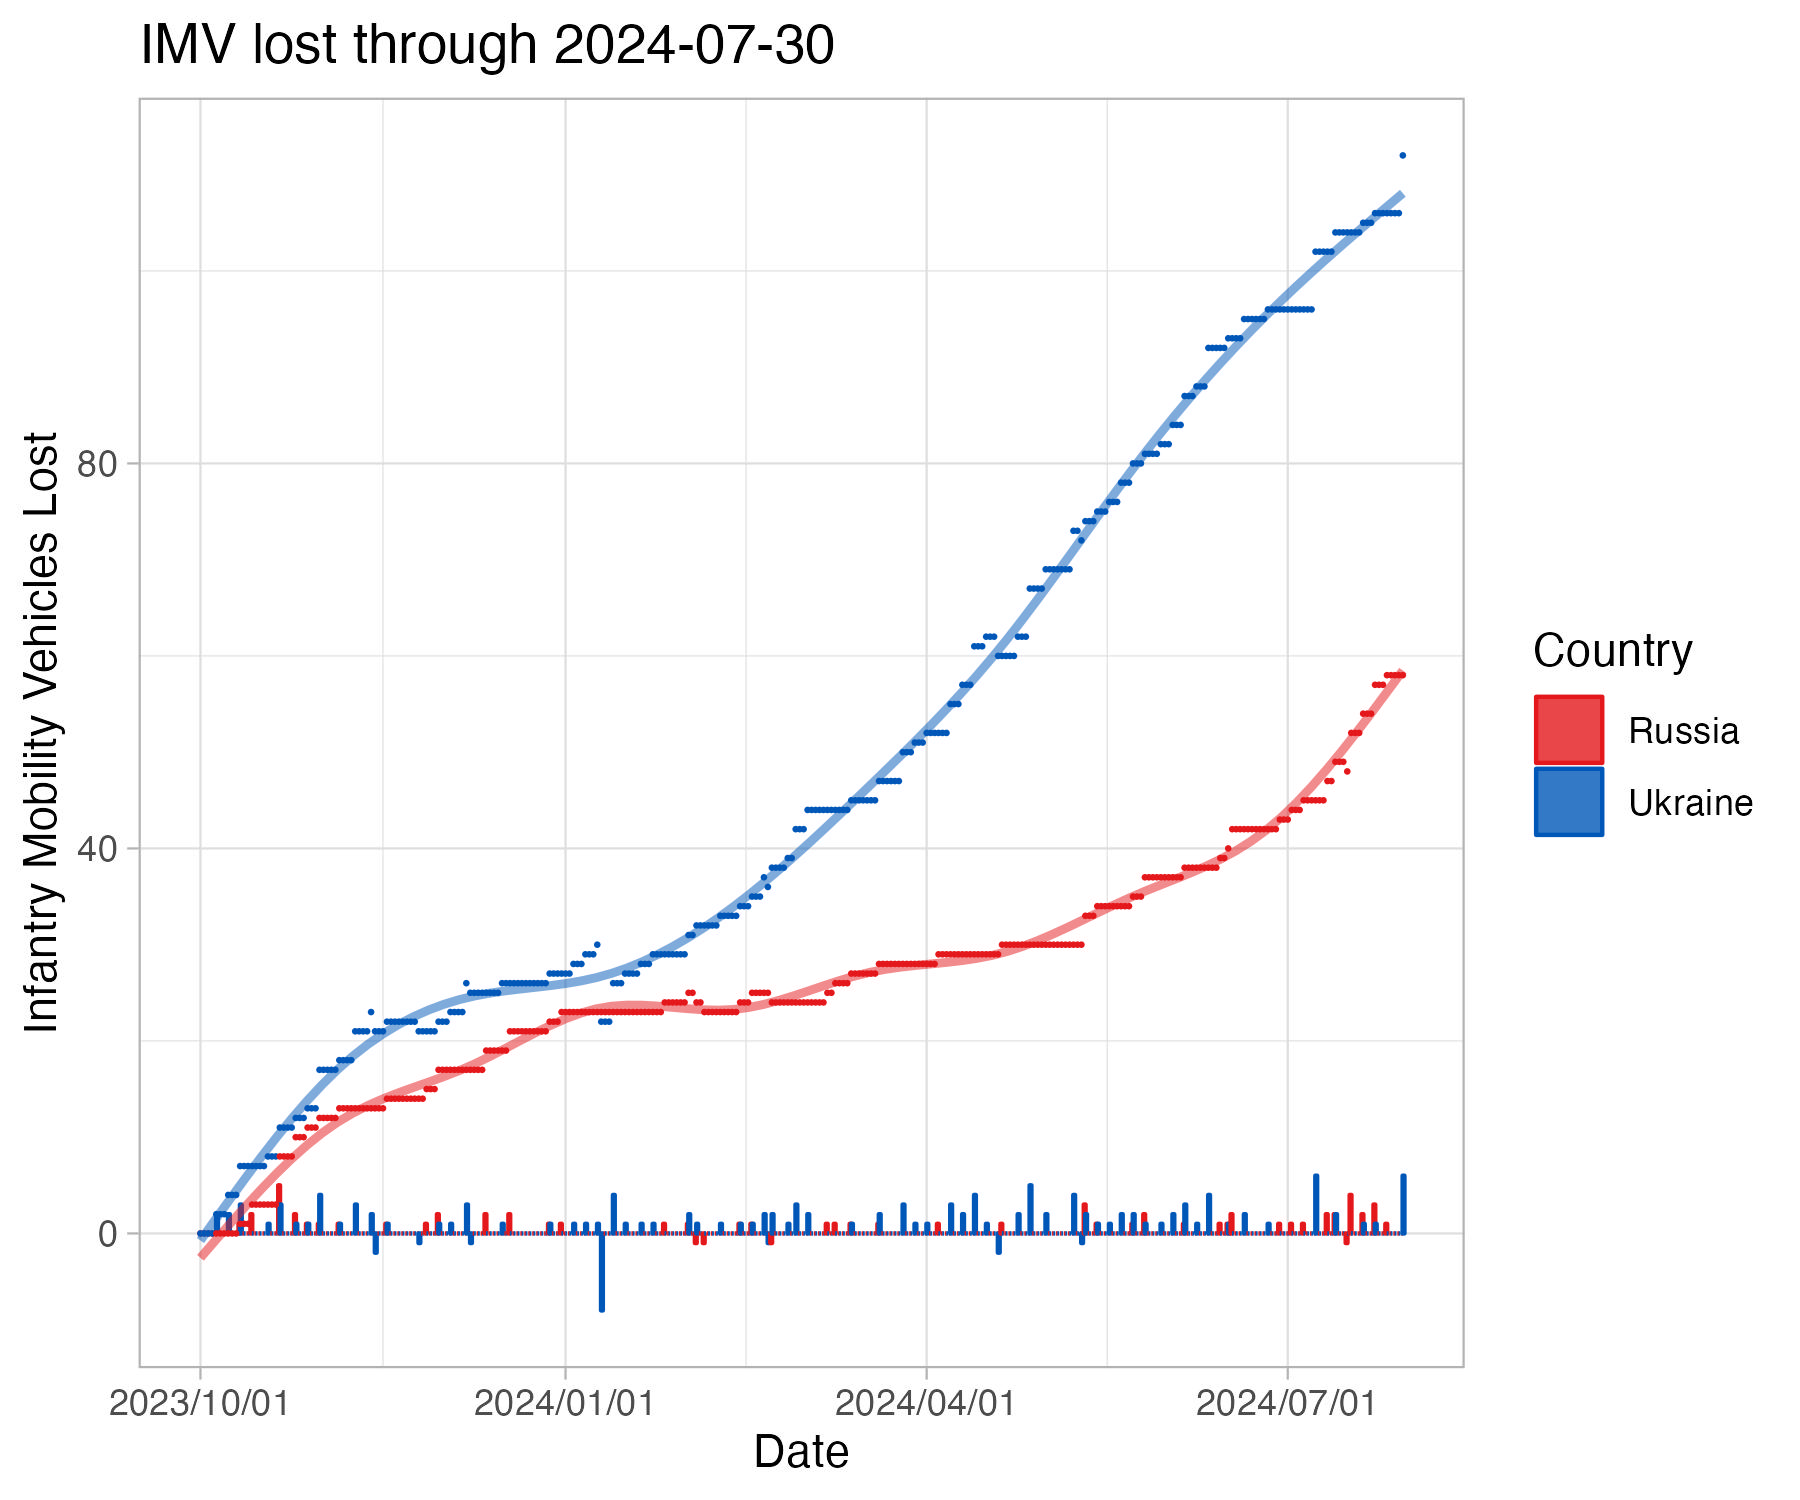 IMV lost through 2024-07-30
Infantry Mobility Vehicles Lost
80
40
0
2023/10/01
2024/01/01
2024/04/01
2024/07/01
Date
Country
Russia
Ukraine